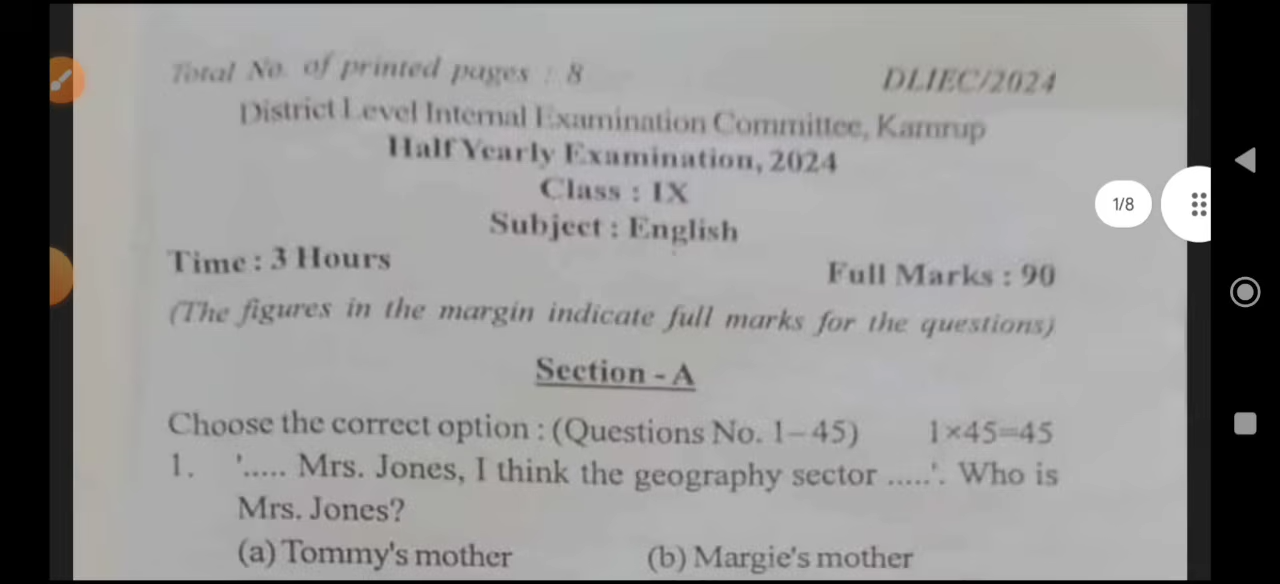 Total No. of printed pages : 8
DLIEC/2024
District Level Internal Examination Committee, Kamrup
Half Yearly Examination, 2024
Class : IX
Subject : English
Time : 3 Hours
Full Marks : 90
(The figures in the margin indicate full marks for the questions)
Section - A
Choose the correct option : (Questions No. 1-45) 1×45=45
1. '..... Mrs. Jones, I think the geography sector .....'. Who is
Mrs. Jones?
(a) Tommy's mother (b) Margie's mother
1/8